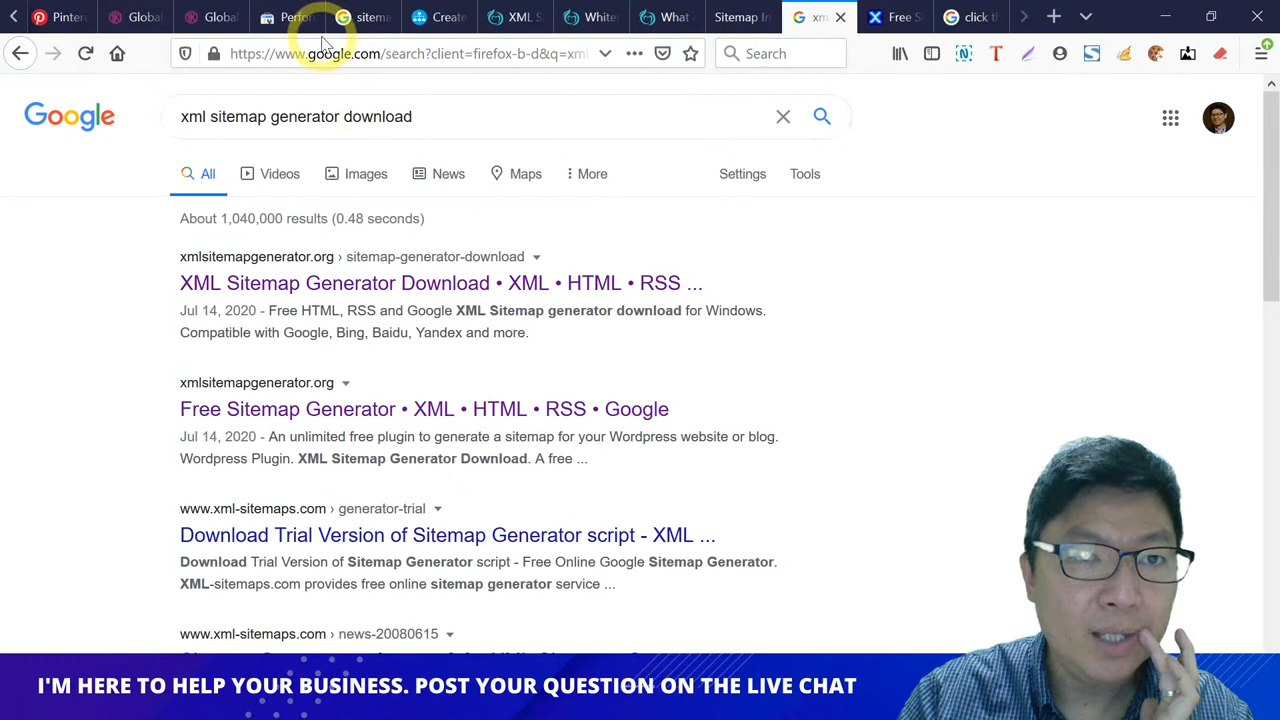 Pinter
Global
Global
Perfor
sitema
Create
XML S
White
What
Sitemap In
xm
Free S
click th
https://www.google.com/search?client=firefox-b-d&q=xml
Search
Google
xml sitemap generator download
All
Videos
Images
News
Maps
More
Settings
Tools
About 1,040,000 results (0.48 seconds)
xmlsitemapgenerator.org › sitemap-generator-download
XML Sitemap Generator Download • XML • HTML • RSS ...
Jul 14, 2020 - Free HTML, RSS and Google XML Sitemap generator download for Windows.
Compatible with Google, Bing, Baidu, Yandex and more.
xmlsitemapgenerator.org
Free Sitemap Generator • XML • HTML • RSS • Google
Jul 14, 2020 - An unlimited free plugin to generate a sitemap for your Wordpress website or blog.
Wordpress Plugin. XML Sitemap Generator Download. A free ...
www.xml-sitemaps.com › generator-trial
Download Trial Version of Sitemap Generator script - XML ...
Download Trial Version of Sitemap Generator script - Free Online Google Sitemap Generator.
XML-sitemaps.com provides free online sitemap generator service ...
www.xml-sitemaps.com › news-20080615
I'M HERE TO HELP YOUR BUSINESS. POST YOUR QUESTION ON THE LIVE CHAT